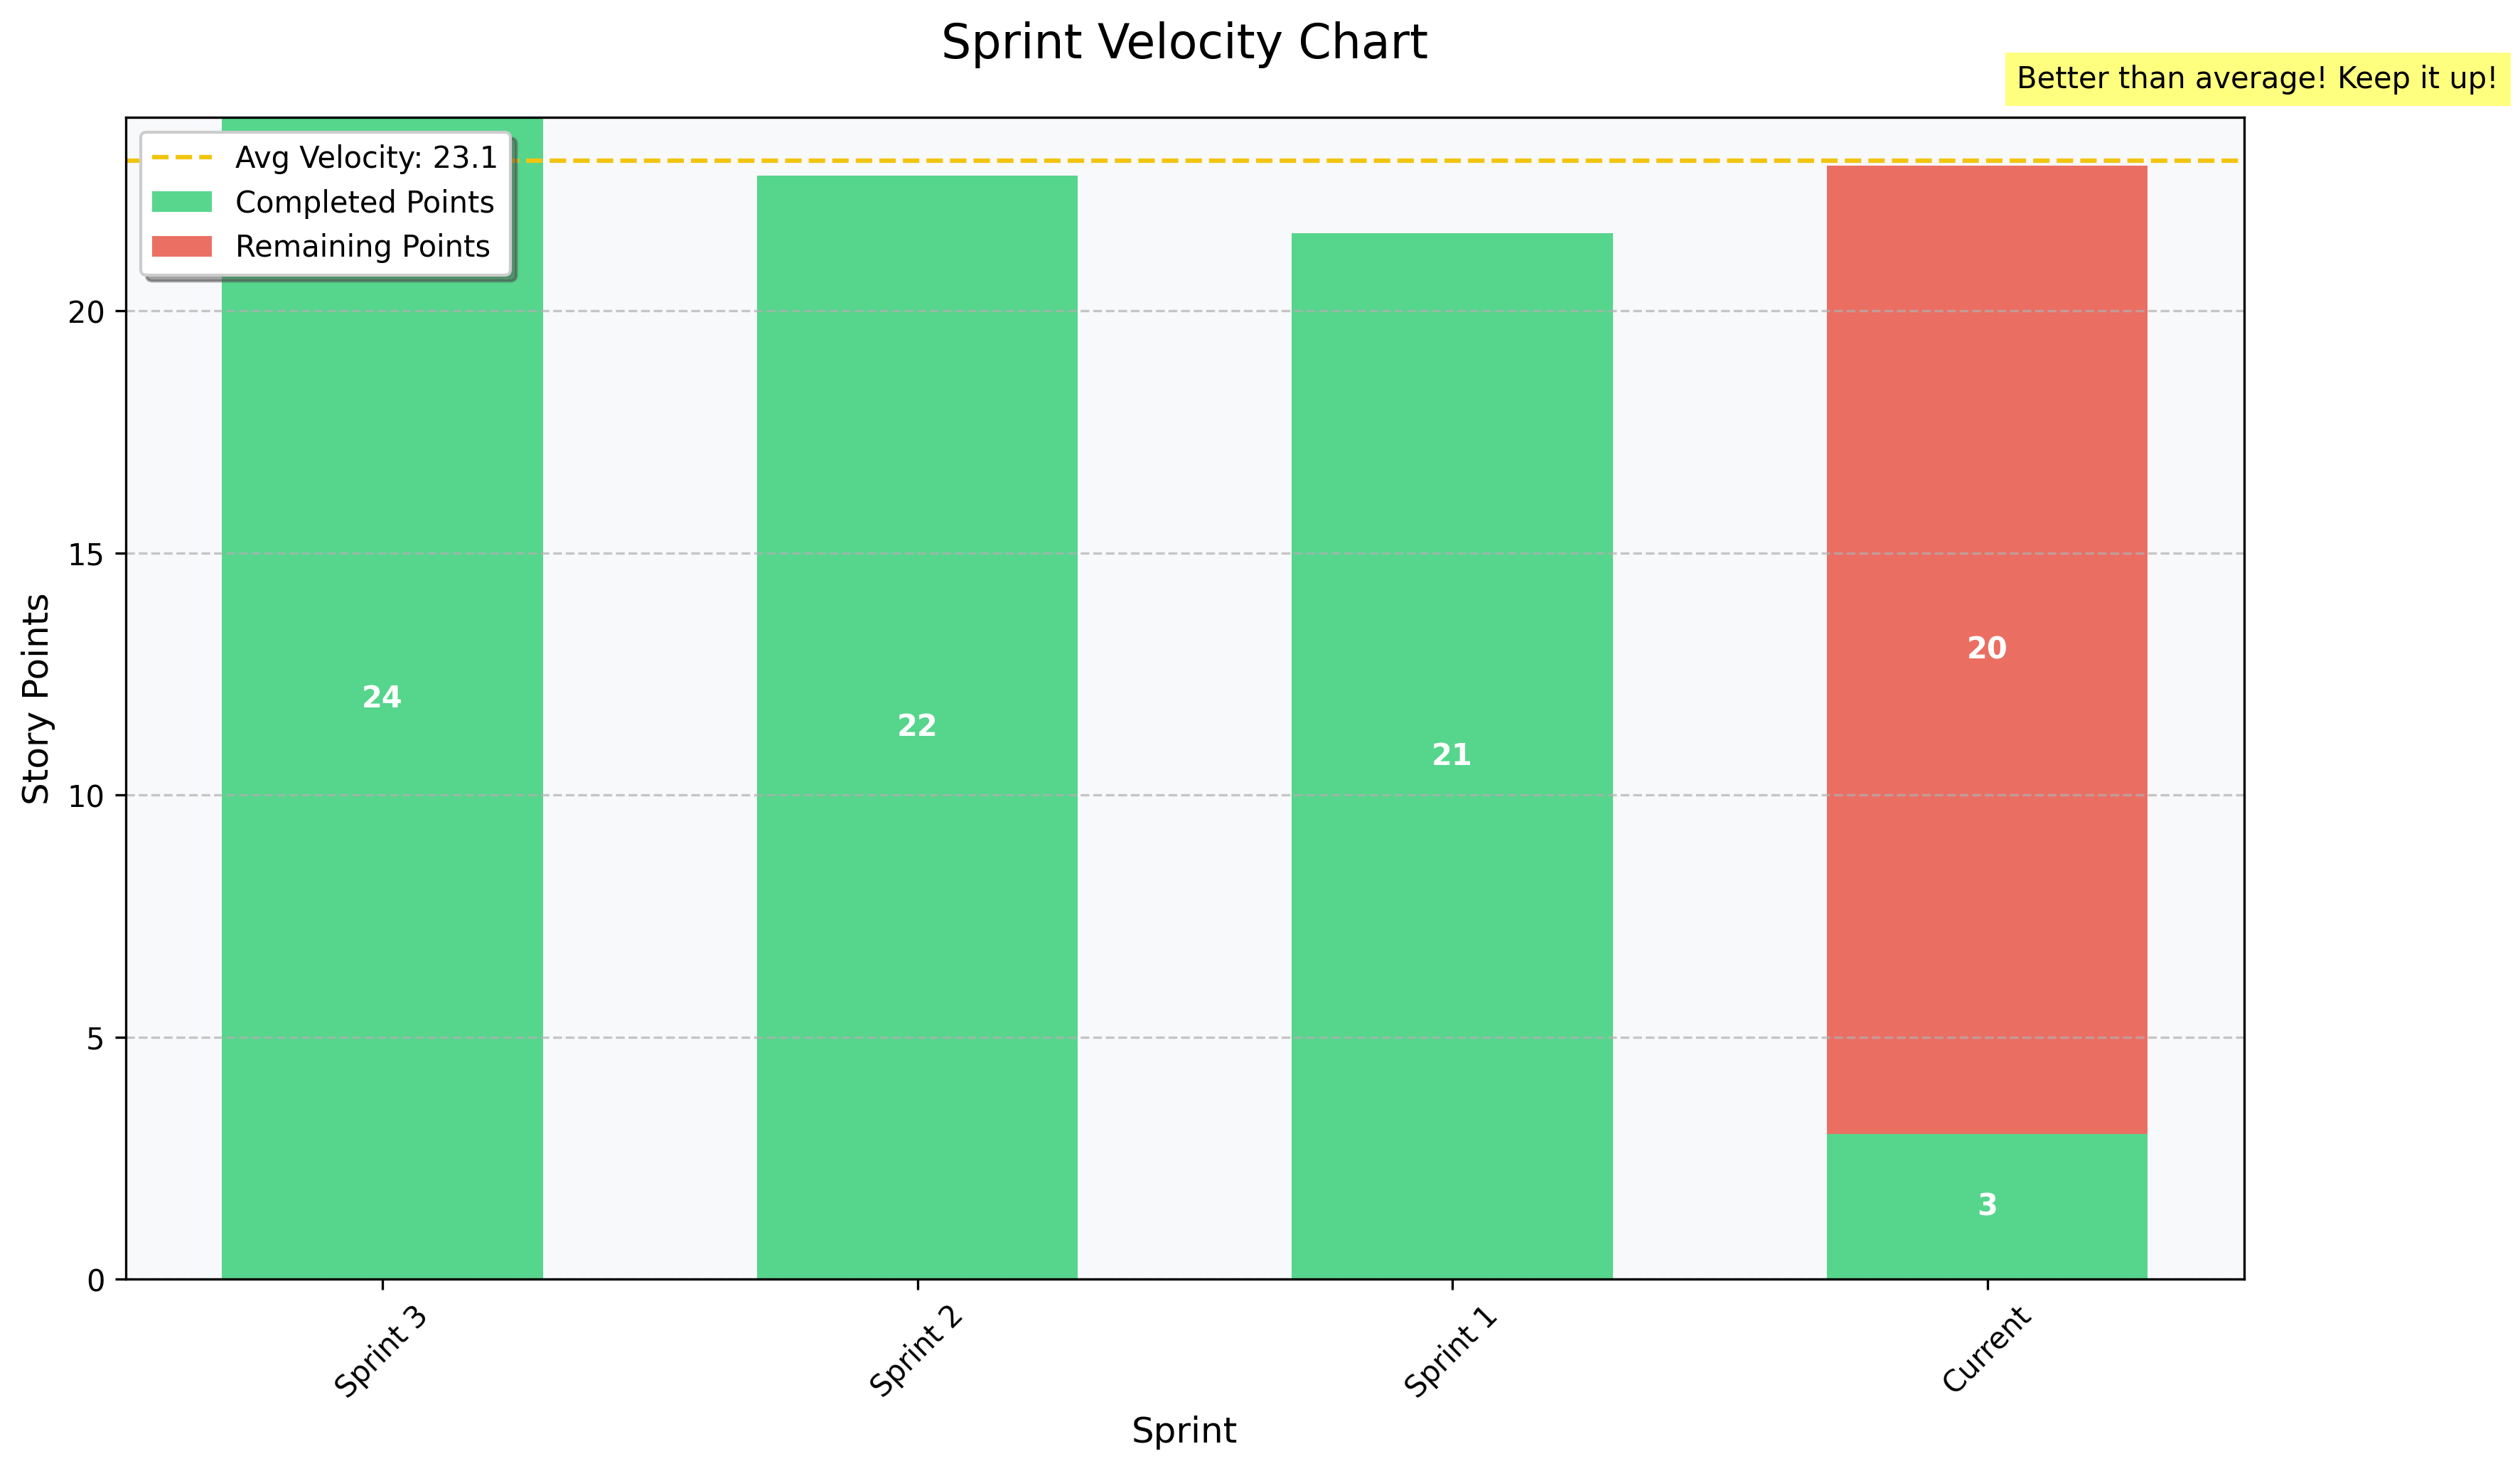 Sprint Velocity Chart
Better than average! Keep it up!
Avg Velocity: 23.1
Completed Points
Remaining Points
Story Points
20
15
10
5
0
24
22
21
20
3
Sprint 3
Sprint 2
Sprint 1
Current
Sprint